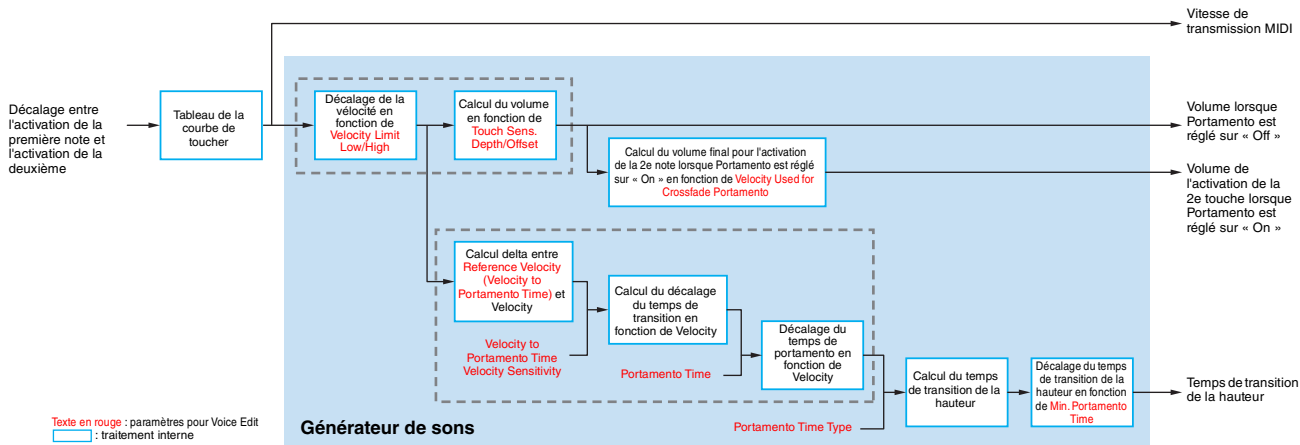 Vitesse de
transmission MIDI
Décalage entre
l'activation de la
première note et
l'activation de la
deuxième
Tableau de la
courbe de
toucher
Décalage de la
vélocité en
fonction de
Velocity Limit
Low/High
Calcul du volume
en fonction de
Touch Sens.
Depth/Offset
Volume lorsque
Portamento est
réglé sur « Off »
Calcul du volume final pour l'activation
de la 2e note lorsque Portamento est réglé
sur « On » en fonction de Velocity Used for
Crossfade Portamento
Volume de
l'activation de la
2e touche lorsque
Portamento est
réglé sur « On »
Calcul delta entre
Reference Velocity
(Velocity to
Portamento Time) et
Velocity
Calcul du décalage
du temps de
transition en
fonction de Velocity
Velocity to
Portamento Time
Velocity Sensitivity
Décalage du
temps de
portamento en
fonction de
Velocity
Portamento Time
Calcul du temps
de transition de la
hauteur
Décalage du temps
de transition de la
hauteur en fonction
de Min. Portamento
Time
Temps de transition
de la hauteur
Portamento Time Type
Texte en rouge : paramètres pour Voice Edit
: traitement interne
Générateur de sons